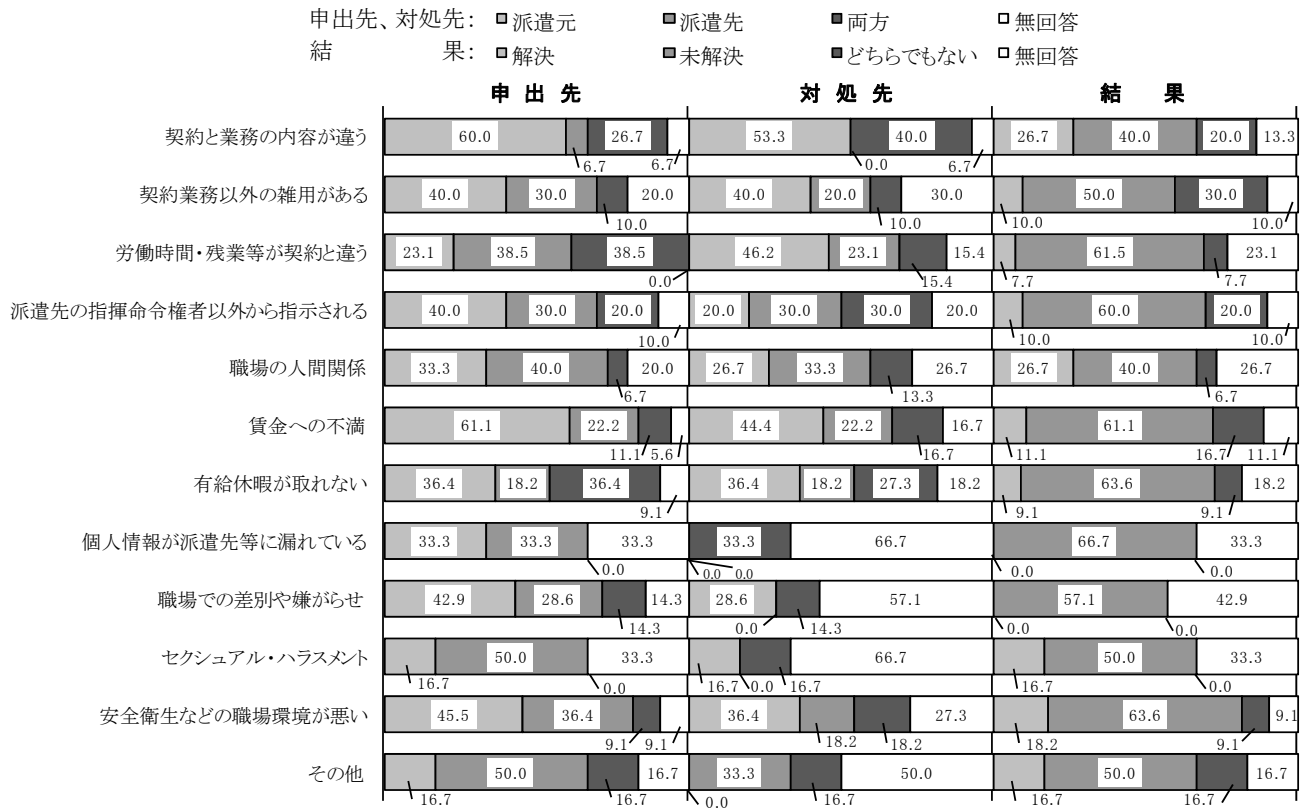 申出先、対処先： 派遣元 派遣先 両方 無回答
結果： 解決 未解決 どちらでもない 無回答
申出先 対処先 結果
契約と業務の内容が違う 60.0 26.7 53.3 40.0 26.7 40.0 20.0 13.3
6.7 6.7 0.0 6.7
契約業務以外の雑用がある 40.0 30.0 20.0 40.0 20.0 30.0 50.0 30.0
10.0 10.0 10.0 10.0
労働時間・残業等が契約と違う 23.1 38.5 38.5 46.2 23.1 15.4 61.5 23.1
0.0 15.4 7.7 7.7
派遣先の指揮命令権者以外から指示される 40.0 30.0 20.0 20.0 30.0 30.0 20.0 60.0 20.0
10.0 10.0 10.0
職場の人間関係 33.3 40.0 20.0 26.7 33.3 26.7 26.7 40.0 26.7
6.7 13.3 6.7
賃金への不満 61.1 22.2 44.4 22.2 16.7 61.1
11.1 5.6 16.7 11.1 16.7 11.1
有給休暇が取れない 36.4 18.2 36.4 36.4 18.2 27.3 18.2 63.6 18.2
9.1 9.1 9.1
個人情報が派遣先等に漏れている 33.3 33.3 33.3 33.3 66.7 66.7 33.3
0.0 0.0 0.0 0.0 0.0
職場での差別や嫌がらせ 42.9 28.6 14.3 28.6 57.1 57.1 42.9
14.3 0.0 14.3 0.0 0.0
セクシュアル・ハラスメント 50.0 33.3 66.7 50.0 33.3
16.7 0.0 16.7 0.0 16.7 16.7 0.0
安全衛生などの職場環境が悪い 45.5 36.4 36.4 27.3 63.6 9.1
9.1 9.1 18.2 18.2 18.2 9.1
その他 50.0 16.7 33.3 50.0 50.0 16.7
16.7 16.7 0.0 16.7 16.7 16.7